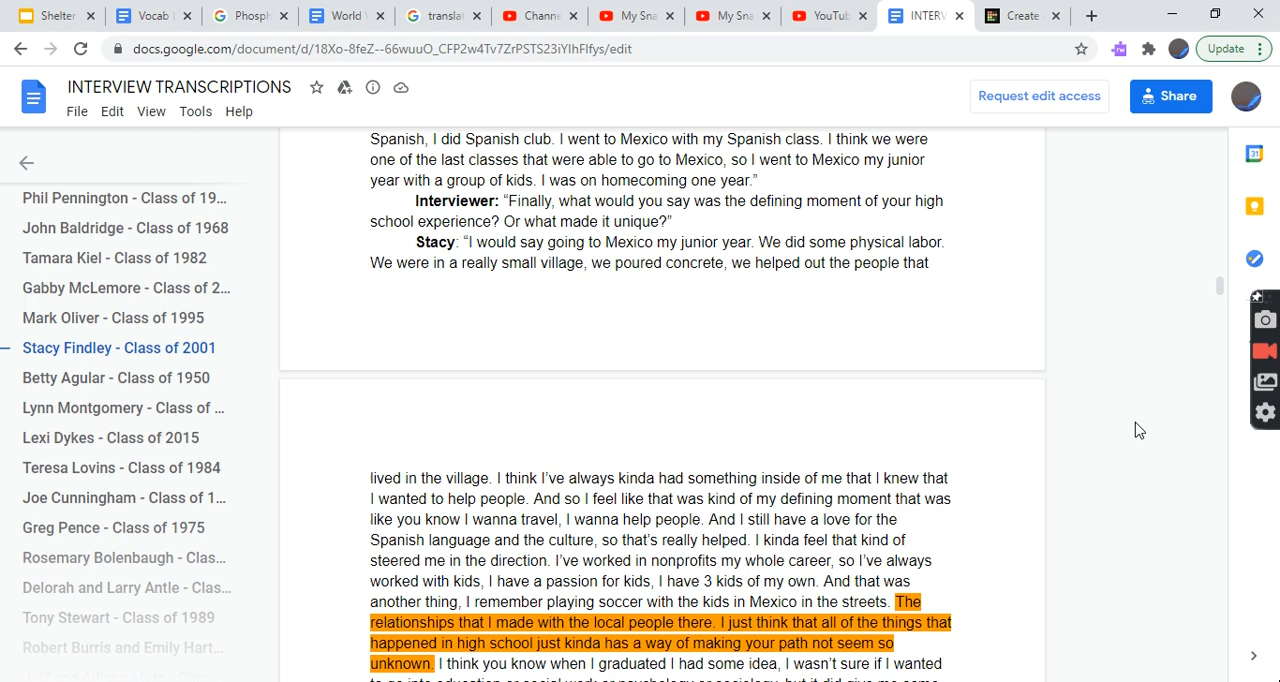 Shelter
Vocab
Phosph
World
translat
Channe
My Sna
My Sna
YouTub
INTERV
Create
docs.google.com/document/d/18Xo-8feZ--66wuuO_CFP2w4Tv7ZrPSTS23iYlhFlfys/edit
Update
INTERVIEW TRANSCRIPTIONS
File Edit View Tools Help
Request edit access
Share
Phil Pennington - Class of 19...
John Baldridge - Class of 1968
Tamara Kiel - Class of 1982
Gabby McLemore - Class of 2...
Mark Oliver - Class of 1995
Stacy Findley - Class of 2001
Betty Agular - Class of 1950
Lynn Montgomery - Class of ...
Lexi Dykes - Class of 2015
Teresa Lovins - Class of 1984
Joe Cunningham - Class of 1...
Greg Pence - Class of 1975
Rosemary Bolenbaugh - Clas...
Delorah and Larry Antle - Clas...
Tony Stewart - Class of 1989
Robert Burris and Emily Hart...
Spanish, I did Spanish club. I went to Mexico with my Spanish class. I think we were
one of the last classes that were able to go to Mexico, so I went to Mexico my junior
year with a group of kids. I was on homecoming one year.”
Interviewer: “Finally, what would you say was the defining moment of your high
school experience? Or what made it unique?”
Stacy: “I would say going to Mexico my junior year. We did some physical labor.
We were in a really small village, we poured concrete, we helped out the people that
lived in the village. I think I’ve always kinda had something inside of me that I knew that
I wanted to help people. And so I feel like that was kind of my defining moment that was
like you know I wanna travel, I wanna help people. And I still have a love for the
Spanish language and the culture, so that’s really helped. I kinda feel that kind of
steered me in the direction. I’ve worked in nonprofits my whole career, so I’ve always
worked with kids, I have a passion for kids, I have 3 kids of my own. And that was
another thing, I remember playing soccer with the kids in Mexico in the streets. The
relationships that I made with the local people there. I just think that all of the things that
happened in high school just kinda has a way of making your path not seem so
unknown. I think you know when I graduated I had some idea, I wasn’t sure if I wanted
31